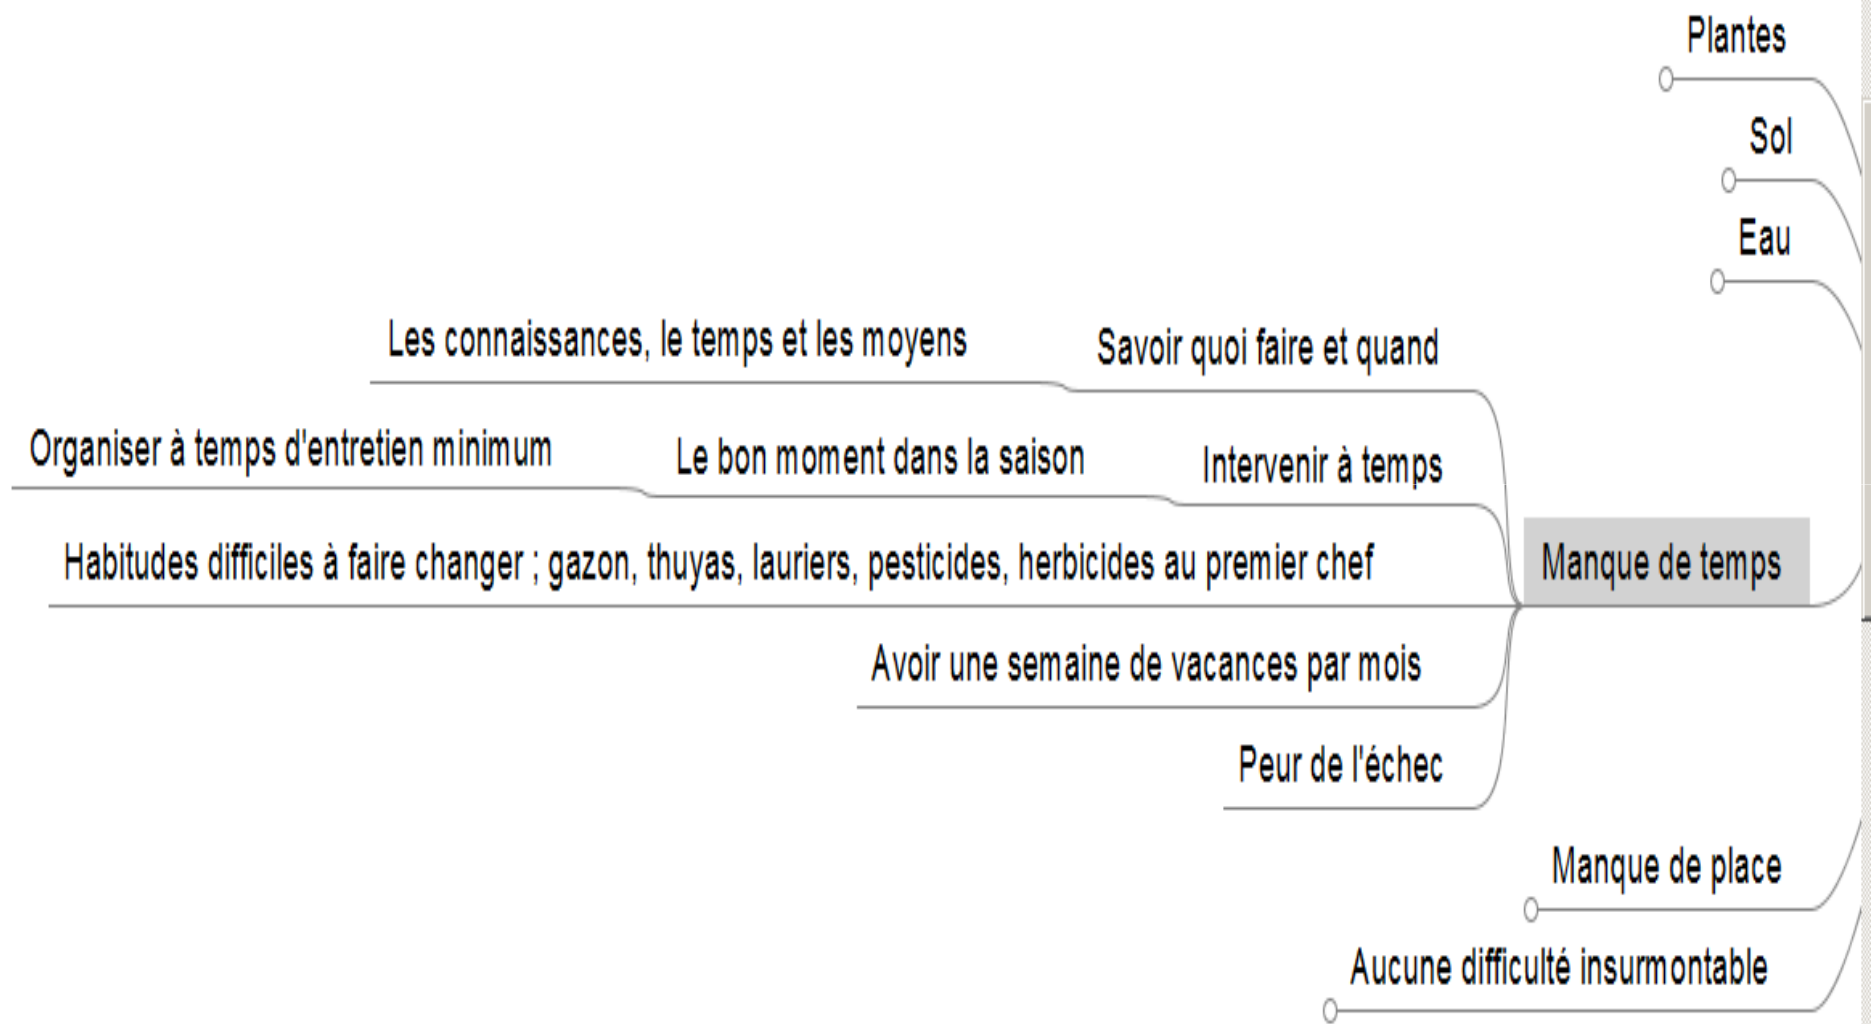 Plantes
Sol
Eau
Les connaissances, le temps et les moyens
Savoir quoi faire et quand
Organiser à temps d'entretien minimum
Le bon moment dans la saison
Intervenir à temps
Habitudes difficiles à faire changer ; gazon, thuyas, lauriers, pesticides, herbicides au premier chef
Manque de temps
Avoir une semaine de vacances par mois
Peur de l'échec
Manque de place
Aucune difficulté insurmontable